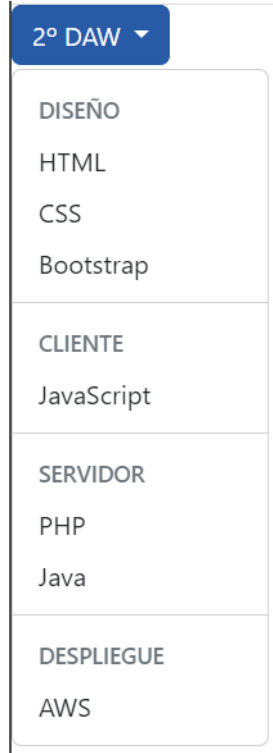 2º DAW
DISEÑO
HTML
CSS
Bootstrap
CLIENTE
JavaScript
SERVIDOR
PHP
Java
DESPLIEGUE
AWS